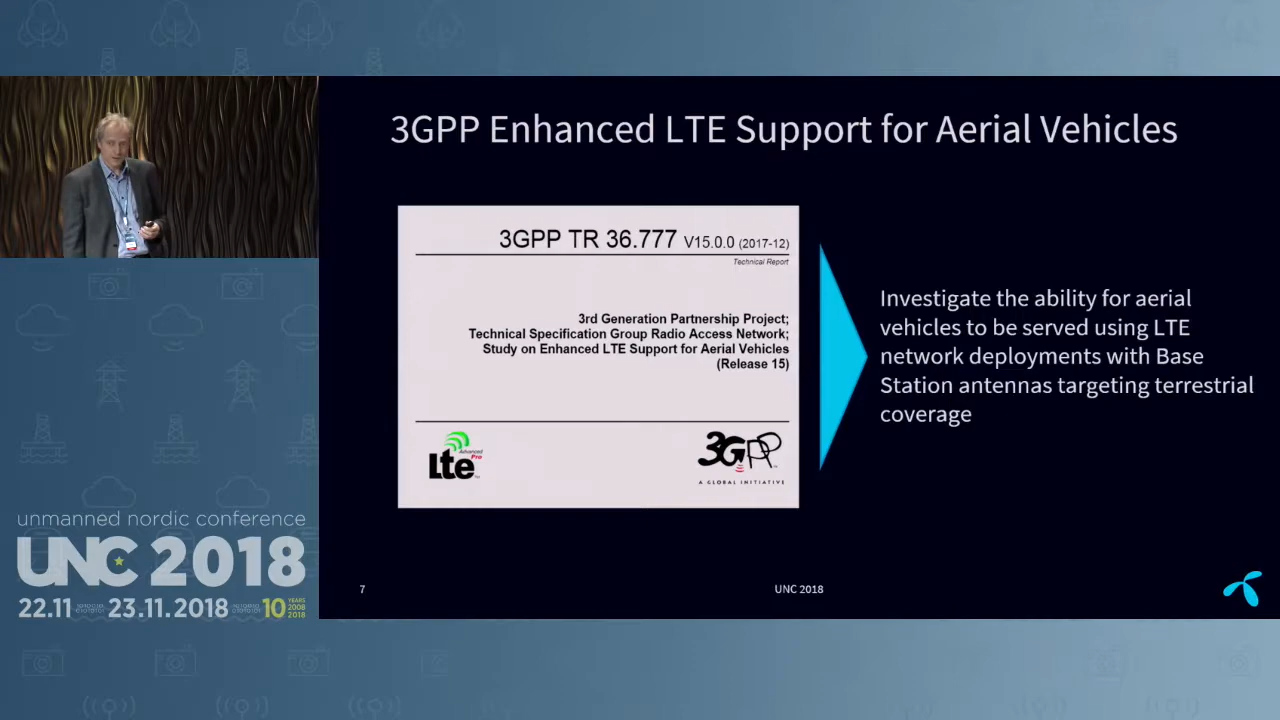 3GPP Enhanced LTE Support for Aerial Vehicles
3GPP TR 36.777 V15.0.0 (2017-12)
Technical Report
3rd Generation Partnership Project;
Technical Specification Group Radio Access Network;
Study on Enhanced LTE Support for Aerial Vehicles
(Release 15)
Lte Advanced Pro
3GPP
A GLOBAL INITIATIVE
Investigate the ability for aerial
vehicles to be served using LTE
network deployments with Base
Station antennas targeting terrestrial
coverage
unmanned nordic conference
UNC 2018
22.11 23.11.2018 10 YEARS 2008 2018
7
UNC 2018